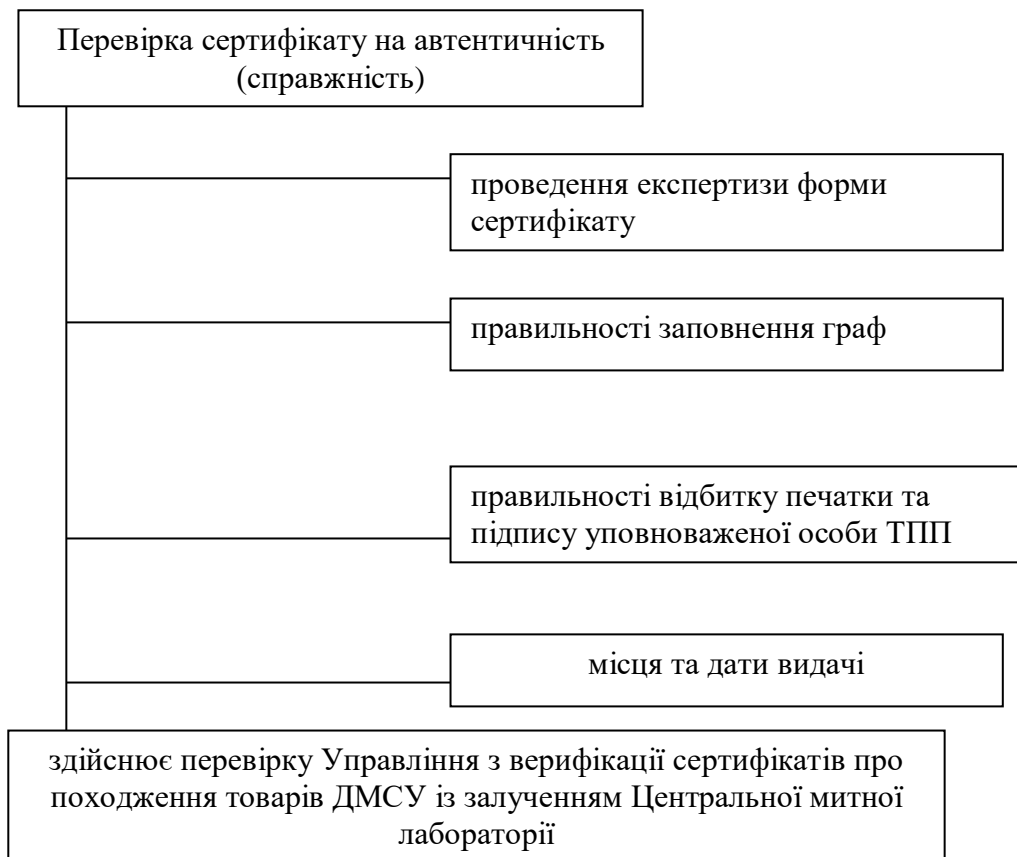 Перевірка сертифікату на автентичність
(справжність)
проведення експертизи форми
сертифікату
правильності заповнення граф
правильності відбитку печатки та
підпису уповноваженої особи ТПП
місця та дати видачі
здійснює перевірку Управління з верифікації сертифікатів про
походження товарів ДМСУ із залученням Центральної митної
лабораторії